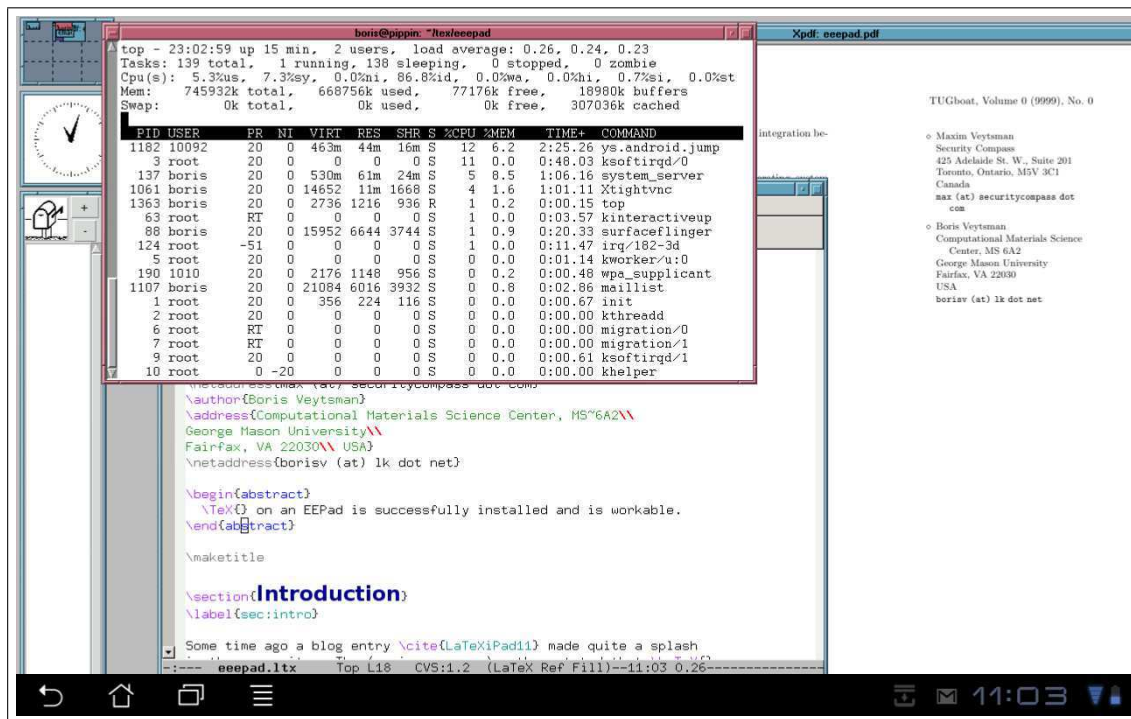 boris@pippin: ~/tex/eeepad
top - 23:02:59 up 15 min,  2 users,  load average: 0.26, 0.24, 0.23
Tasks: 139 total,   1 running, 138 sleeping,   0 stopped,   0 zombie
Cpu(s):  5.3%us,  7.3%sy,  0.0%ni, 86.8%id,  0.0%wa,  0.0%hi,  0.7%si,  0.0%st
Mem:    745932k total,   668756k used,    77176k free,    18980k buffers
Swap:        0k total,        0k used,        0k free,   307036k cached
PID USER      PR  NI  VIRT  RES  SHR S %CPU %MEM    TIME+  COMMAND
1182 10092     20   0  463m  44m  16m S   12  6.2   2:25.26 ys.android.jump
3 root      20   0     0    0    0 S   11  0.0   0:48.03 ksoftirqd/0
137 boris     20   0  530m  61m  24m S    5  8.5   1:06.16 system_server
1061 boris     20   0 14652  11m 1668 S    4  1.6   1:01.11 Xtightvnc
1363 boris     20   0  2736 1216  936 R    1  0.2   0:00.15 top
63 root      RT   0     0    0    0 S    1  0.0   0:03.57 kinteractiveup
88 boris     20   0 15952 6644 3744 S    1  0.9   0:20.33 surfaceflinger
124 root     -51   0     0    0    0 S    1  0.0   0:11.47 irq/182-3d
5 root      20   0     0    0    0 S    0  0.0   0:01.14 kworker/u:0
190 1010      20   0  2176 1148  956 S    0  0.2   0:00.48 wpa_supplicant
1107 boris     20   0 21084 6016 3932 S    0  0.8   0:02.86 maillist
1 root      20   0   356  224  116 S    0  0.0   0:00.67 init
2 root      20   0     0    0    0 S    0  0.0   0:00.00 kthreadd
6 root      RT   0     0    0    0 S    0  0.0   0:00.00 migration/0
7 root      RT   0     0    0    0 S    0  0.0   0:00.00 migration/1
9 root      20   0     0    0    0 S    0  0.0   0:00.61 ksoftirqd/1
10 root       0 -20     0    0    0 S    0  0.0   0:00.00 khelper
\netaddress{max (at) securitycompass dot com}
\author{Boris Veytsman}
\address{Computational Materials Science Center, MS~6A2\\
George Mason University\\
Fairfax, VA 22030\\ USA}
\netaddress{borisv (at) lk dot net}
\begin{abstract}
\TeX{} on an EEPad is successfully installed and is workable.
\end{abstract}
\maketitle
\section{Introduction}
\label{sec:intro}
Some time ago a blog entry \cite{LaTeXiPad11} made quite a splash
-:---  eeepad.ltx     Top L18   CVS:1.2  (LaTeX Ref Fill)--11:03 0.26
Xpdf: eeepad.pdf
integration be-
TUGboat, Volume 0 (9999), No. 0
⋄ Maxim Veytsman
Security Compass
425 Adelaide St. W., Suite 201
Toronto, Ontario, M5V 3C1
Canada
max (at) securitycompass dot
com
⋄ Boris Veytsman
Computational Materials Science
Center, MS 6A2
George Mason University
Fairfax, VA 22030
USA
borisv (at) lk dot net
+
-
11:03